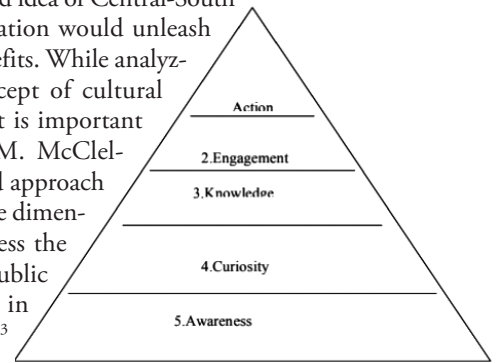 d idea of Central-South
ation would unleash
efits. While analyz-
cept of cultural
t is important
M. McClel-
d approach
e dimen-
ess the
ublic
in
3
Action
2.Engagement
3.Knowledge
4.Curiosity
5.Awareness